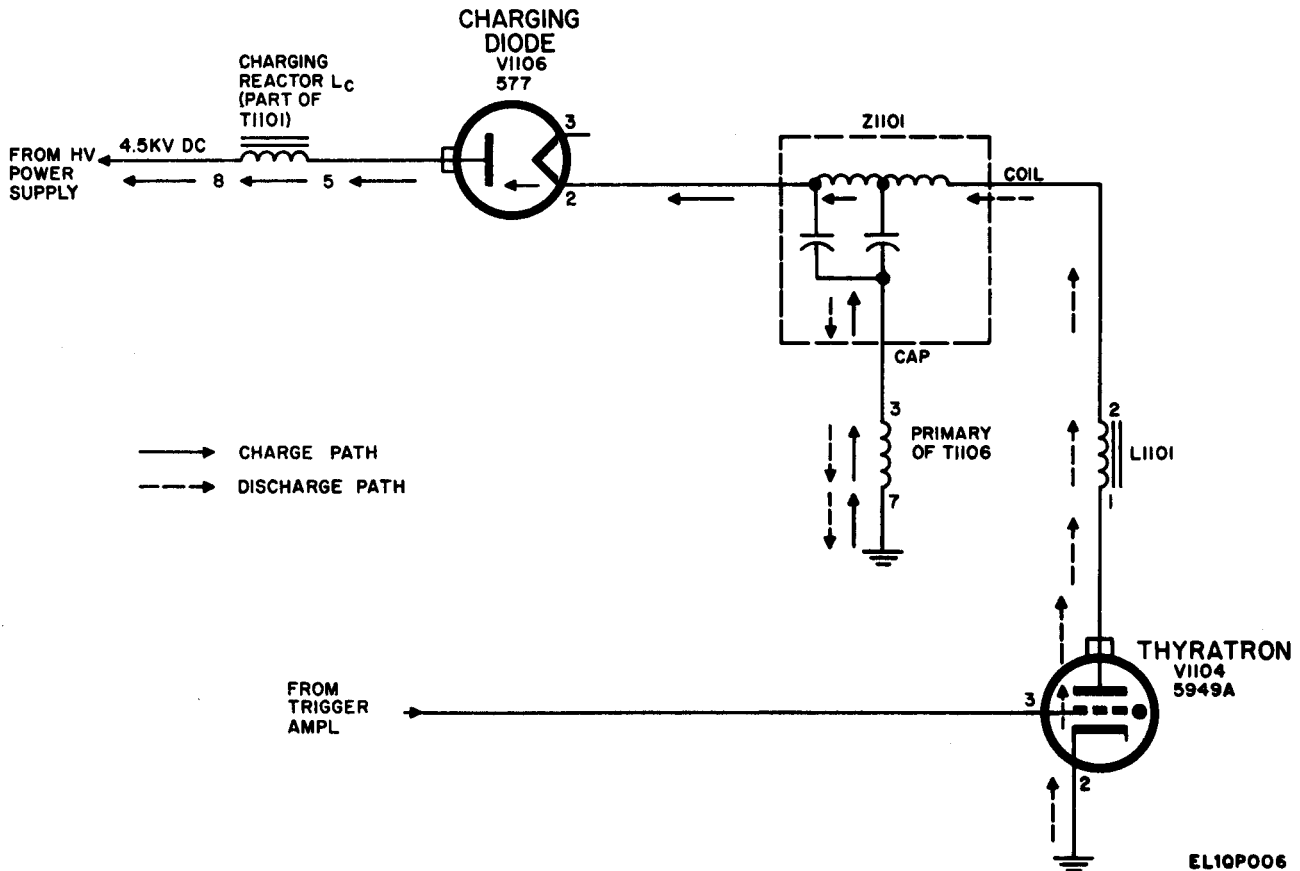 CHARGING
DIODE
V1106
577
CHARGING
REACTOR LC
(PART OF
T1101)
3
Z1101
4.5KV DC
FROM HV
POWER
SUPPLY
8
5
2
COIL
CAP
3
PRIMARY
OF T1106
7
2
L1101
1
CHARGE PATH
DISCHARGE PATH
THYRATRON
V1104
5949A
FROM
TRIGGER
AMPL
3
2
EL1QP006